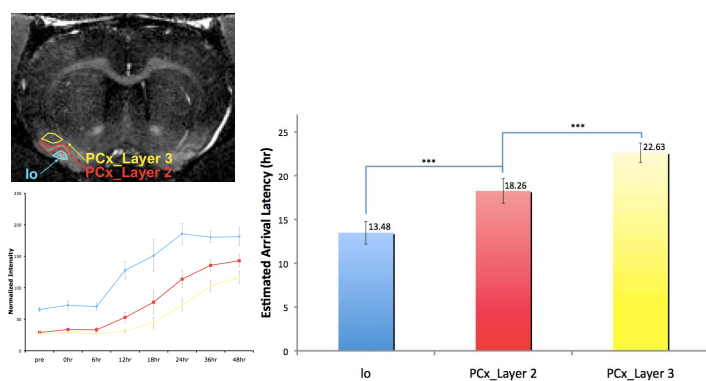 PCx_Layer 3
PCx_Layer 2
lo
Normalized Intensity
250
200
150
100
50
0
pre 0hr 6hr 12hr 18hr 24hr 36hr 48hr
Estimated Arrival Latency (hr)
25
20
15
10
5
0
***
***
13.48
18.26
22.63
lo PCx_Layer 2 PCx_Layer 3